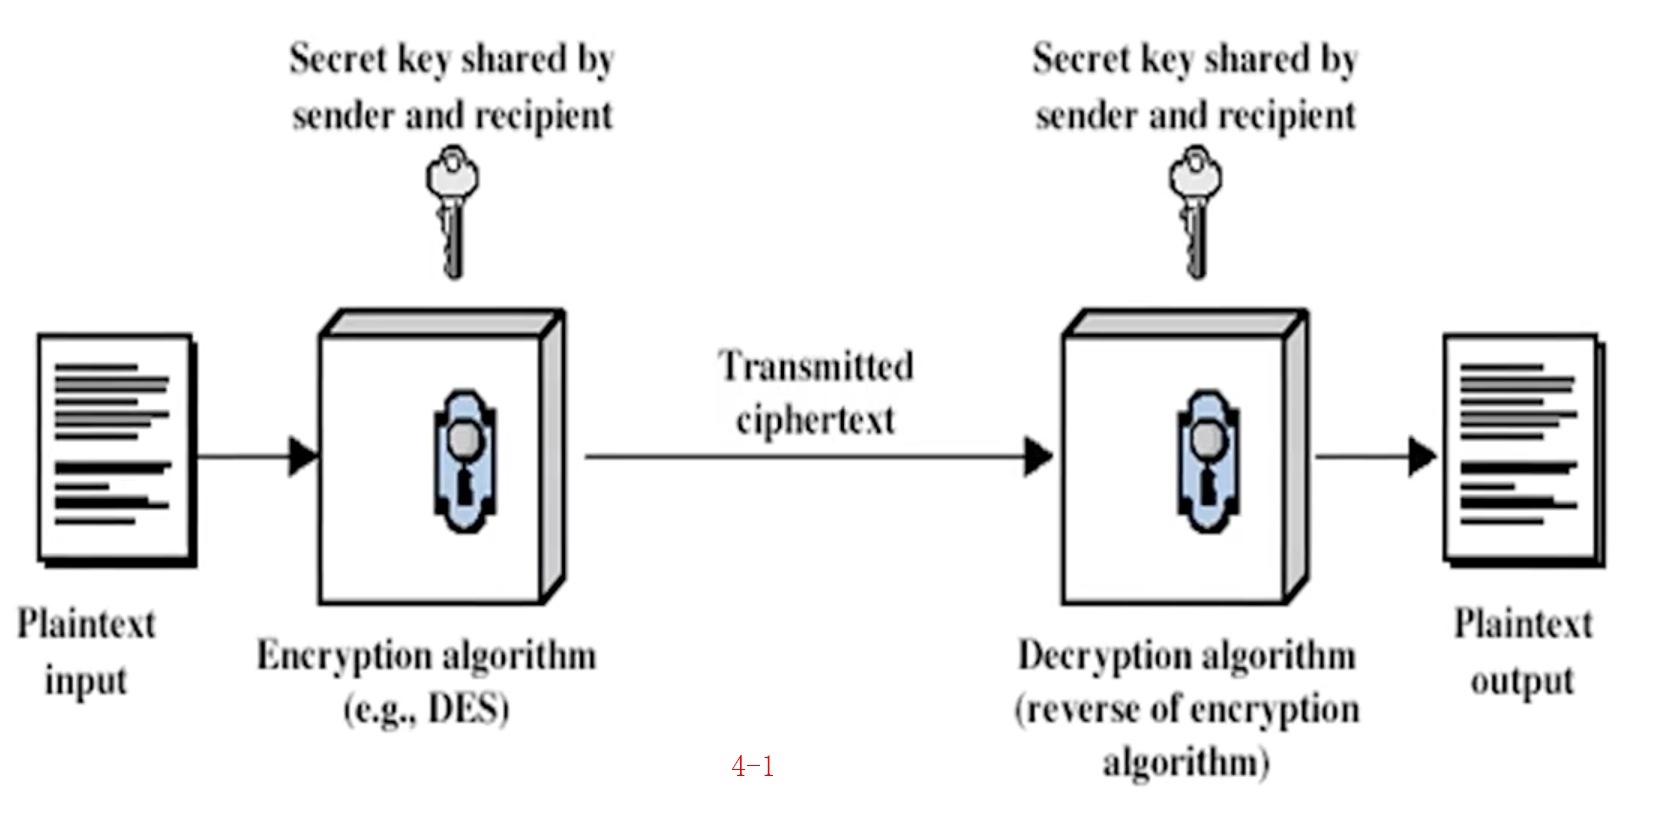 Secret key shared by
sender and recipient
Secret key shared by
sender and recipient
Transmitted
ciphertext
Plaintext
input
Encryption algorithm
(e.g., DES)
Decryption algorithm
(reverse of encryption
algorithm)
Plaintext
output
4-1